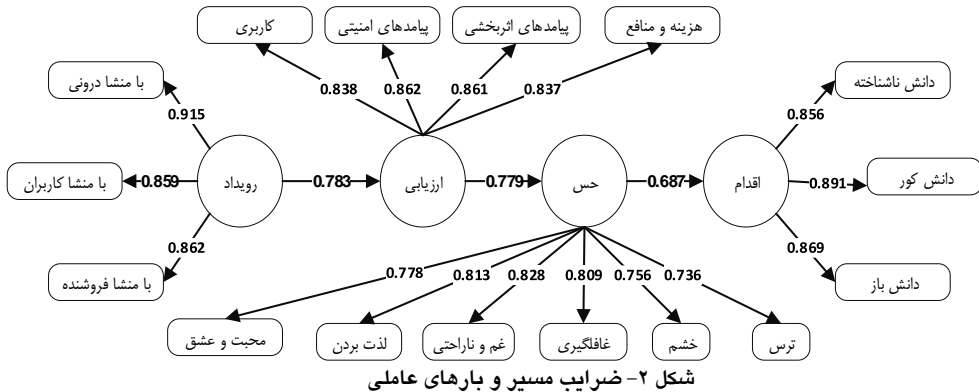 کاربری
پیامدهای امنیتی
پیامدهای اثربخشی
هزینه و منافع
با منشا درونی
با منشا کاربران
با منشا فروشنده
رویداد
ارزیابی
حس
اقدام
دانش ناشناخته
دانش کور
دانش باز
0.838
0.862
0.861
0.837
0.915
0.859
0.862
0.783
0.779
0.687
0.856
0.891
0.869
0.778
0.813
0.828
0.809
0.756
0.736
محبت و عشق
لذت بردن
غم و ناراحتی
غافلگیری
خشم
ترس
شکل ۲- ضرایب مسیر و بارهای عاملی